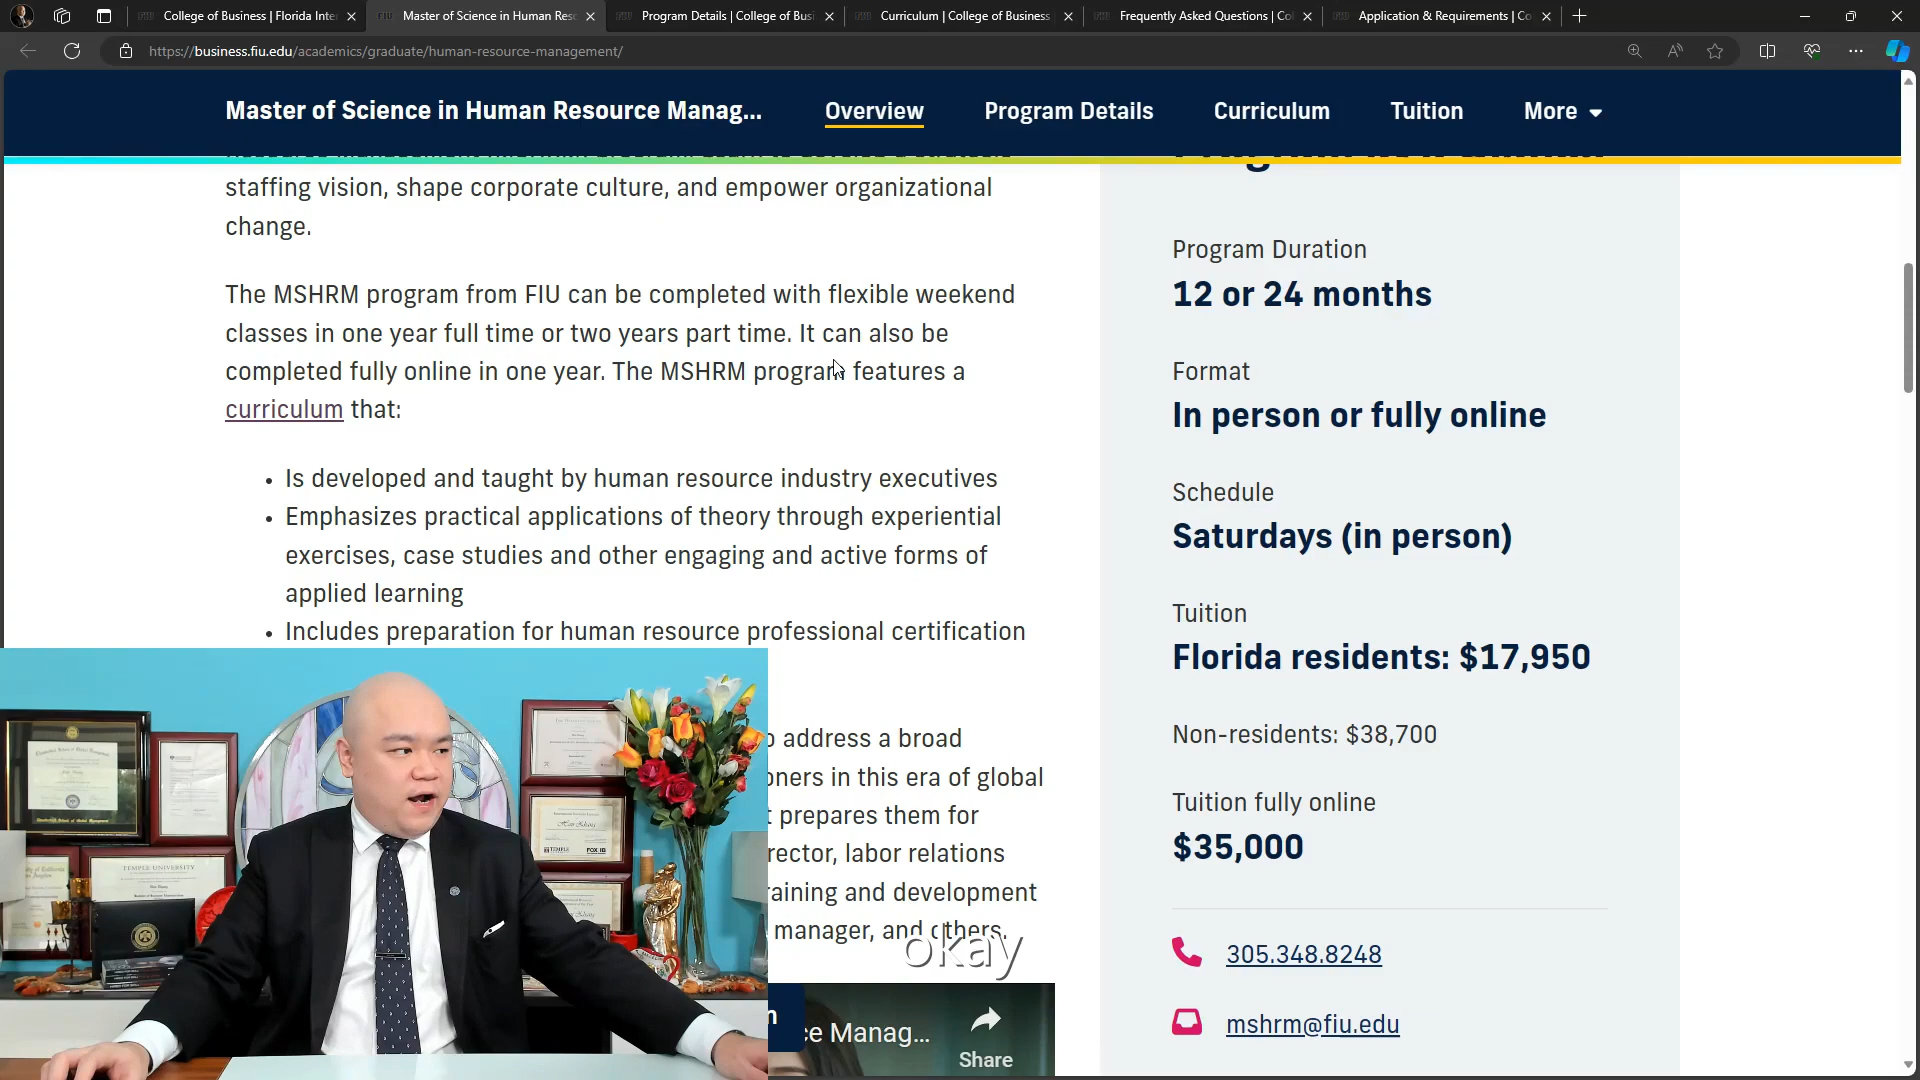 College of Business | Florida Inte
Master of Science in Human Res
Program Details | College of Busi
Curriculum | College of Business
Frequently Asked Questions | Co
Application & Requirements | Co
https://business.fiu.edu/academics/graduate/human-resource-management/
Master of Science in Human Resource Manag...
Overview
Program Details
Curriculum
Tuition
More
staffing vision, shape corporate culture, and empower organizational
change.
The MSHRM program from FIU can be completed with flexible weekend
classes in one year full time or two years part time. It can also be
completed fully online in one year. The MSHRM program features a
curriculum that:
• Is developed and taught by human resource industry executives
• Emphasizes practical applications of theory through experiential
exercises, case studies and other engaging and active forms of
applied learning
• Includes preparation for human resource professional certification
address a broad
oners in this era of global
prepares them for
rector, labor relations
raining and development
manager, and others.
okay
ce Manag...
Share
Program Duration
12 or 24 months
Format
In person or fully online
Schedule
Saturdays (in person)
Tuition
Florida residents: $17,950
Non-residents: $38,700
Tuition fully online
$35,000
305.348.8248
mshrm@fiu.edu
TEMPLE UNIVERSITY
TEMPLE
FOX